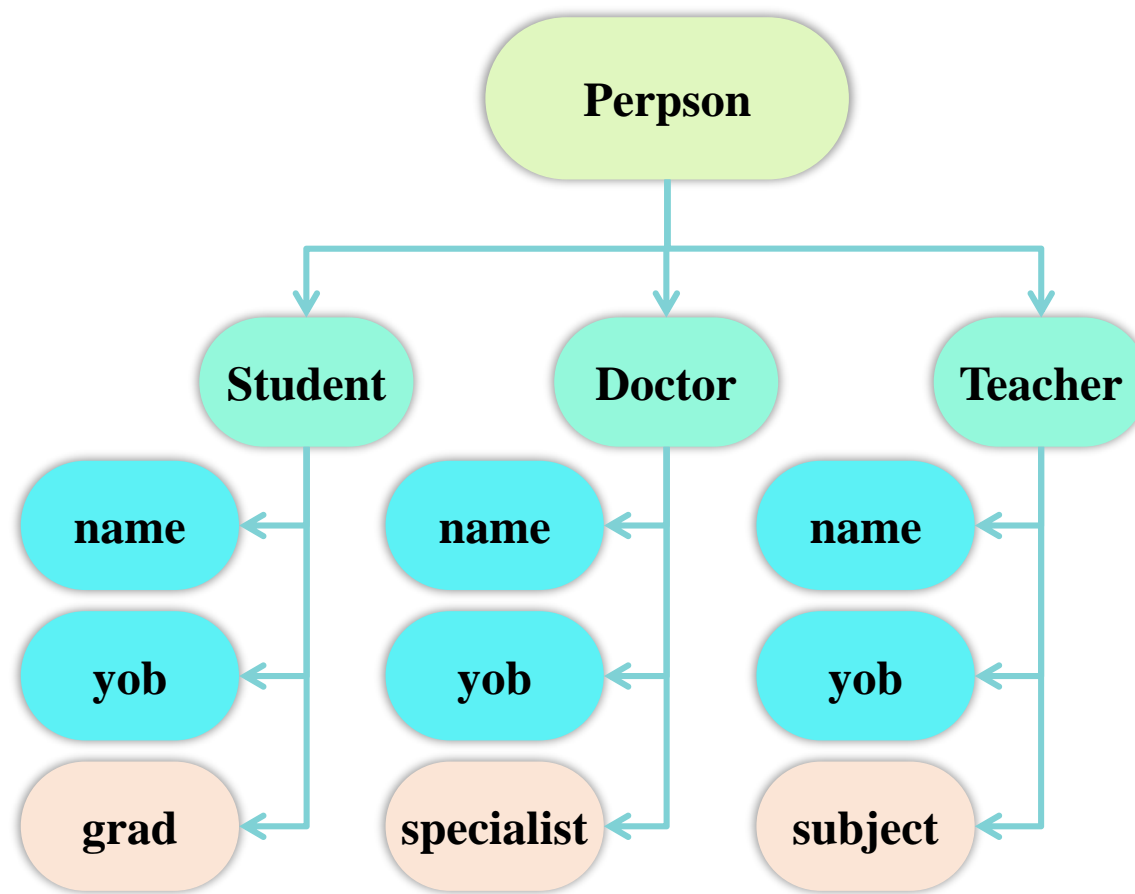 Perpson
Student
Doctor
Teacher
name
name
name
yob
yob
yob
grad
specialist
subject